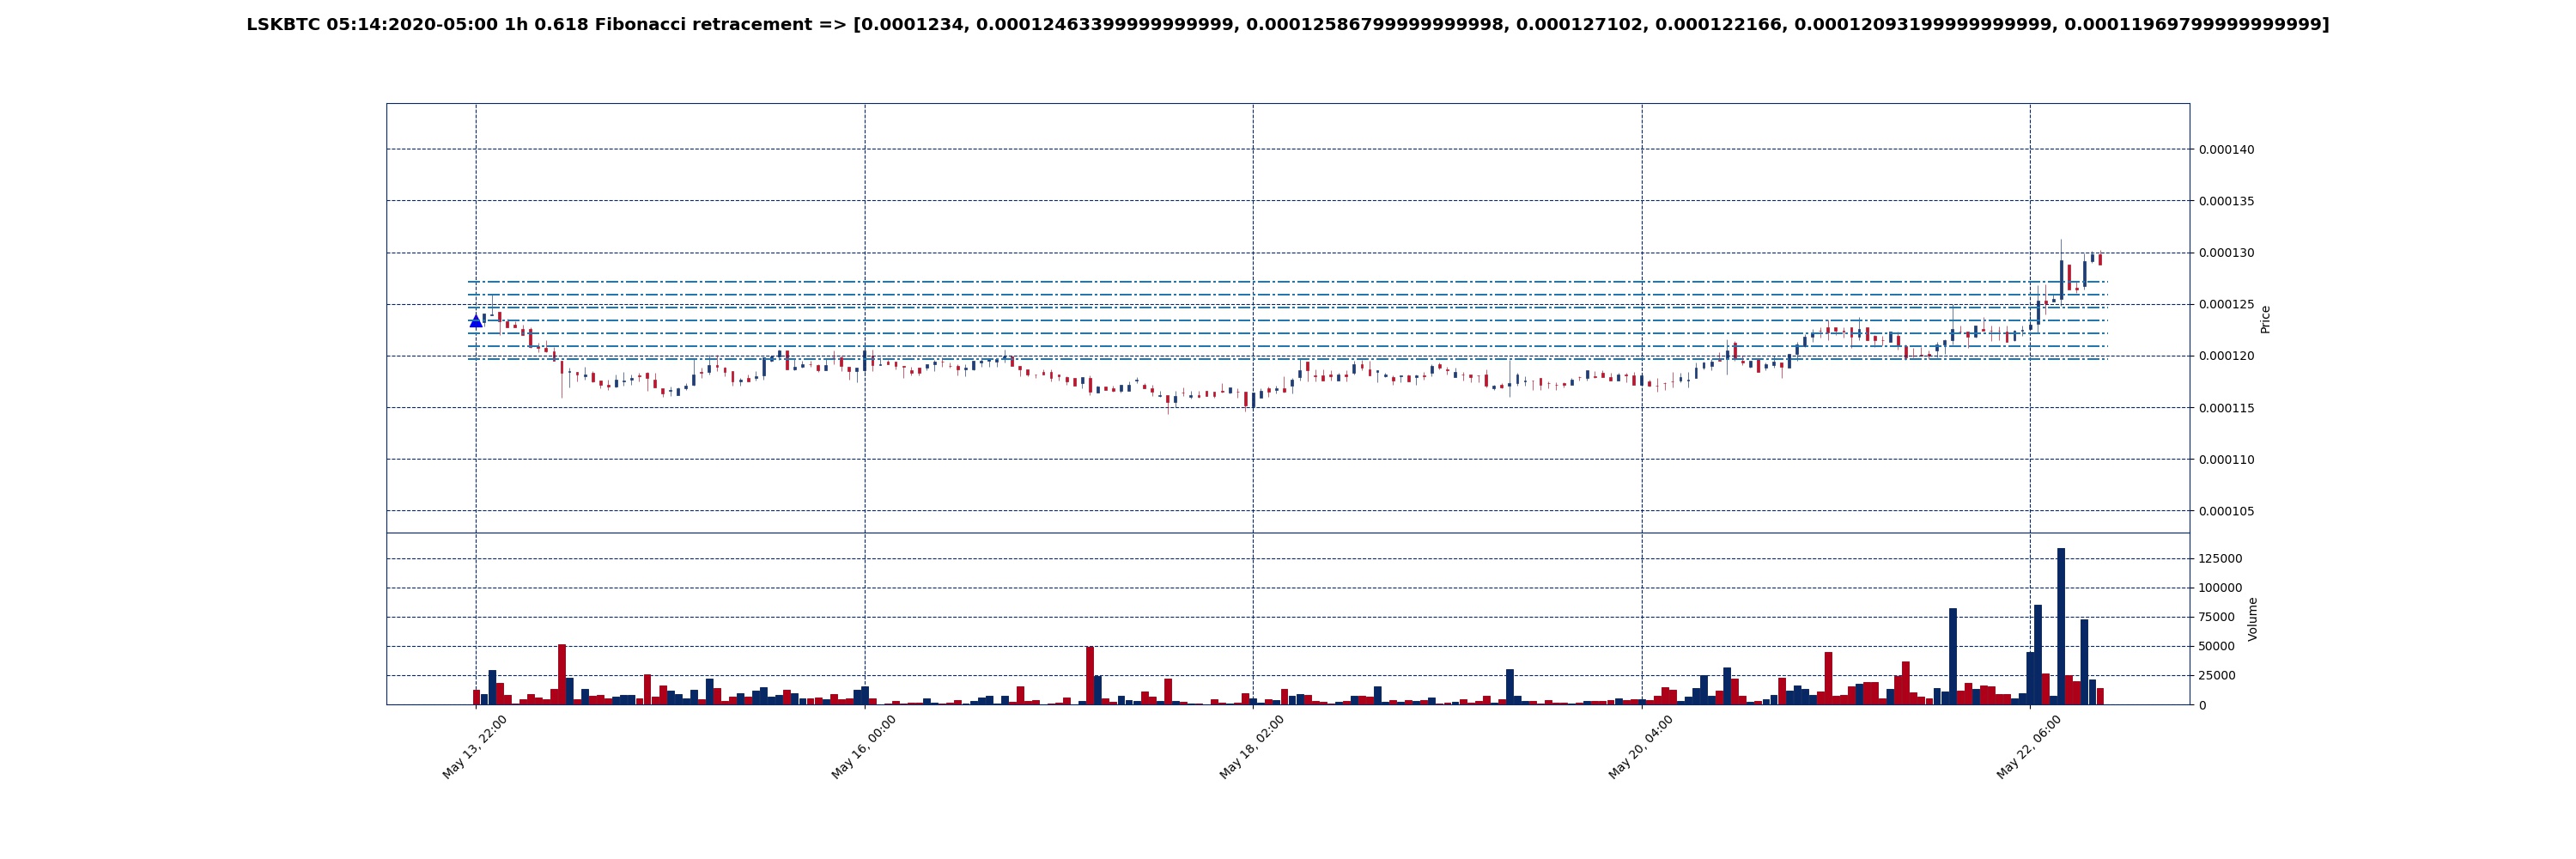 LSKBTC 05:14:2020-05:00 1h 0.618 Fibonacci retracement => [0.0001234, 0.00012463399999999999, 0.00012586799999999998, 0.000127102, 0.000122166, 0.00012093199999999999, 0.00011969799999999999]
0.000140
0.000135
0.000130
0.000125
0.000120
0.000115
0.000110
0.000105
Price
125000
100000
75000
50000
25000
0
Volume
May 13, 22:00
May 16, 00:00
May 18, 02:00
May 20, 04:00
May 22, 06:00